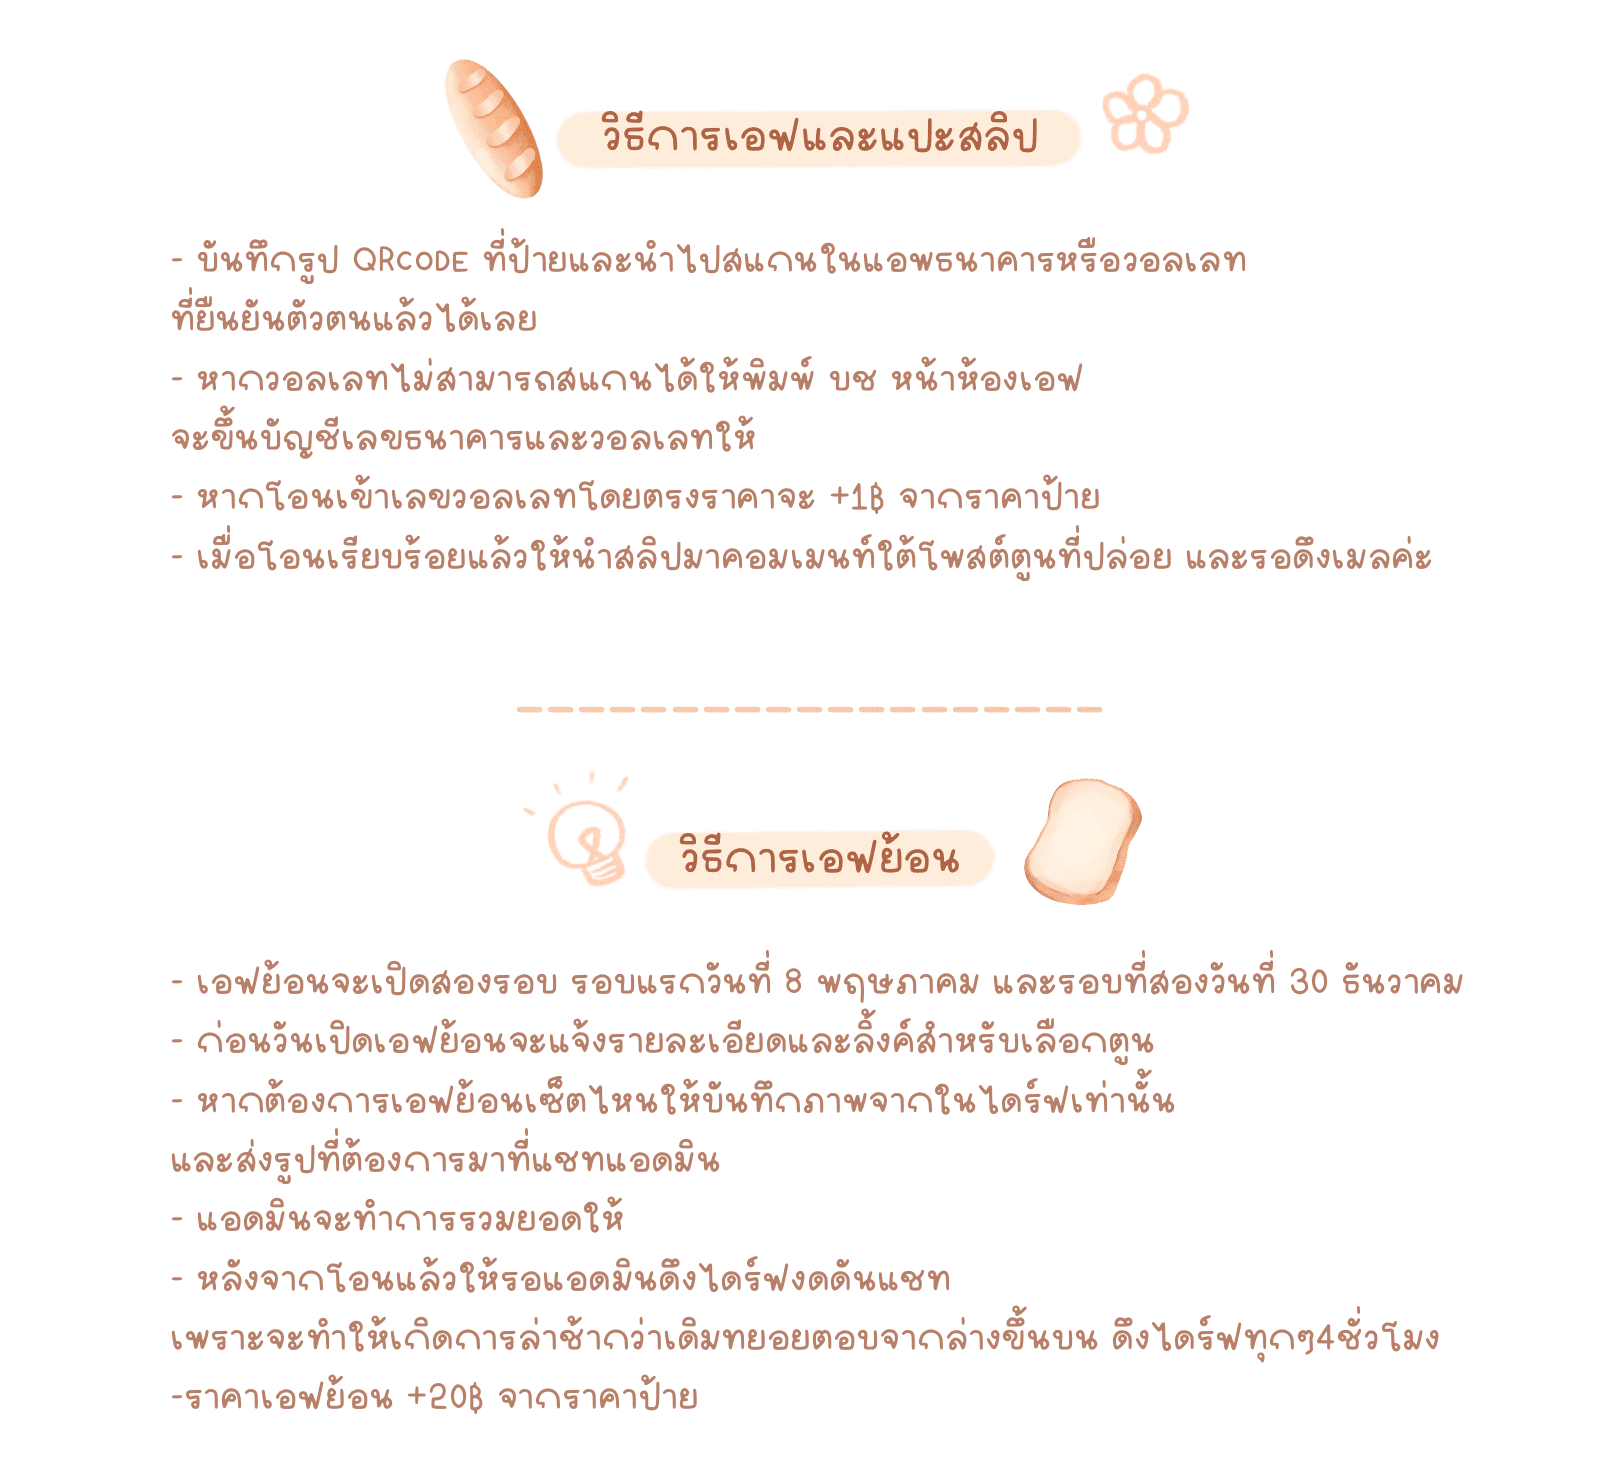 วิธีการเอฟและแปะสลิป
- บันทึกรูป QRCODE ที่ป้ายและนำไปสแกนในแอพธนาคารหรือวอลเลท
ที่ยืนยันตัวตนแล้วได้เลย
- หากวอลเลทไม่สามารถสแกนได้ให้พิมพ์ บช หน้าห้องเอฟ
จะขึ้นบัญชีเลขธนาคารและวอลเลทให้
- หากโอนเข้าเลขวอลเลทโดยตรงราคาจะ +1฿ จากราคาป้าย
- เมื่อโอนเรียบร้อยแล้วให้นำสลิปมาคอมเมนท์ใต้โพสต์ตูนที่ปล่อย และรอดึงเมลค่ะ
วิธีการเอฟย้อน
- เอฟย้อนจะเปิดสองรอบ รอบแรกวันที่ 8 พฤษภาคม และรอบที่สองวันที่ 30 ธันวาคม
- ก่อนวันเปิดเอฟย้อนจะแจ้งรายละเอียดและลิ้งค์สำหรับเลือกตูน
- หากต้องการเอฟย้อนเซ็ตไหนให้บันทึกภาพจากในไดร์ฟเท่านั้น
และส่งรูปที่ต้องการมาที่แชทแอดมิน
- แอดมินจะทำการรวมยอดให้
- หลังจากโอนแล้วให้รอแอดมินดึงไดร์ฟงดดันแชท
เพราะจะทำให้เกิดการล่าช้ากว่าเดิมทยอยตอบจากล่างขึ้นบน ดึงไดร์ฟทุกๆ4ชั่วโมง
-ราคาเอฟย้อน +20฿ จากราคาป้าย